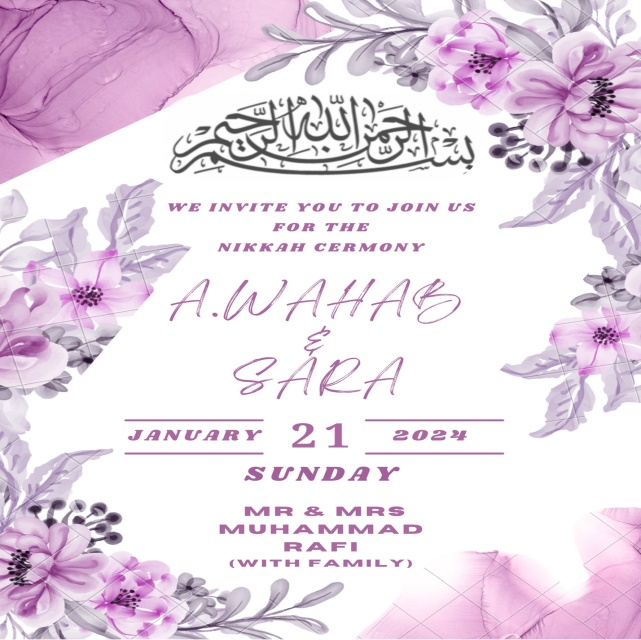 بسم الله الرحمن الرحيم
WE INVITE YOU TO JOIN US
FOR THE
NIKKAH CERMONY
A.WAHAB
&
SARA
JANUARY 21 2024
SUNDAY
MR & MRS
MUHAMMAD
RAFI
(WITH FAMILY)